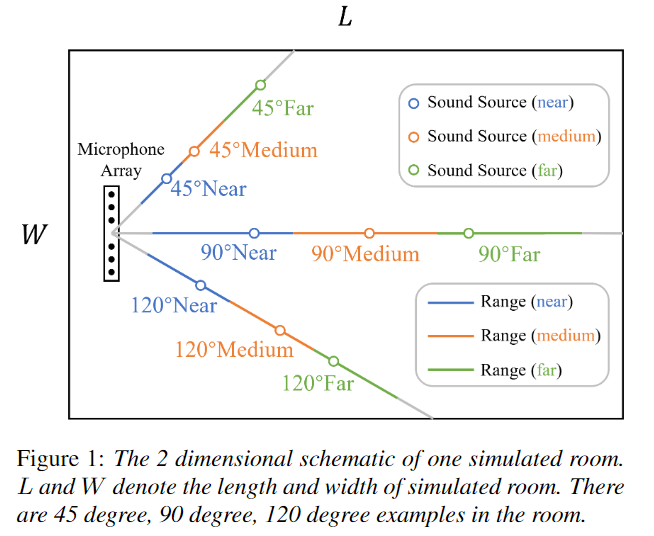 L
Sound Source (near)
45°Far
Sound Source (medium)
Microphone
Array
45°Medium
Sound Source (far)
45°Near
W
90°Near
90°Medium
90°Far
120°Near
Range (near)
Range (medium)
120°Medium
Range (far)
120°Far
Figure 1: The 2 dimensional schematic of one simulated room.
L and W denote the length and width of simulated room. There
are 45 degree, 90 degree, 120 degree examples in the room.